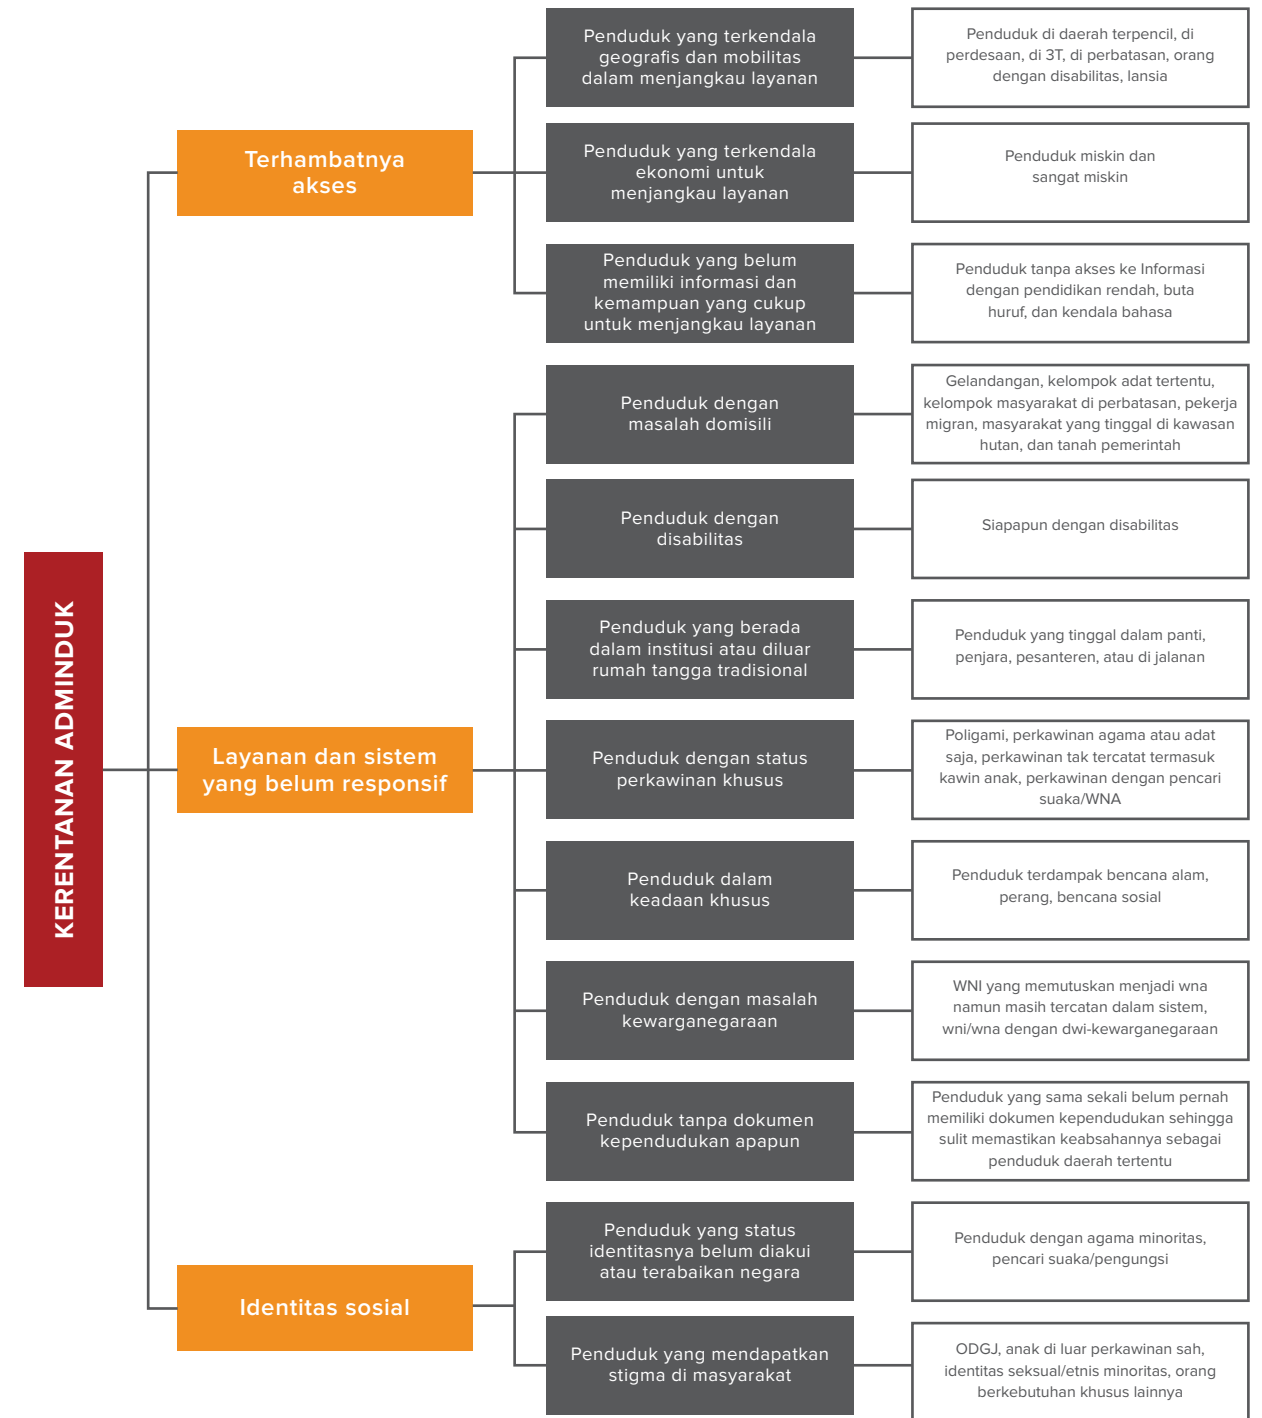 KERENTANAN ADMINDUK
Terhambatnya
akses
Penduduk yang terkendala
geografis dan mobilitas
dalam menjangkau layanan
Penduduk di daerah terpencil, di
perdesaan, di 3T, di perbatasan, orang
dengan disabilitas, lansia
Penduduk yang terkendala
ekonomi untuk
menjangkau layanan
Penduduk miskin dan
sangat miskin
Penduduk yang belum
memiliki informasi dan
kemampuan yang cukup
untuk menjangkau layanan
Penduduk tanpa akses ke Informasi
dengan pendidikan rendah, buta
huruf, dan kendala bahasa
Layanan dan sistem
yang belum responsif
Penduduk dengan
masalah domisili
Gelandangan, kelompok adat tertentu,
kelompok masyarakat di perbatasan, pekerja
migran, masyarakat yang tinggal di kawasan
hutan, dan tanah pemerintah
Penduduk dengan
disabilitas
Siapapun dengan disabilitas
Penduduk yang berada
dalam institusi atau diluar
rumah tangga tradisional
Penduduk yang tinggal dalam panti,
penjara, pesanteren, atau di jalanan
Penduduk dengan status
perkawinan khusus
Poligami, perkawinan agama atau adat
saja, perkawinan tak tercatat termasuk
kawin anak, perkawinan dengan pencari
suaka/WNA
Penduduk dalam
keadaan khusus
Penduduk terdampak bencana alam,
perang, bencana sosial
Penduduk dengan masalah
kewarganegaraan
WNI yang memutuskan menjadi wna
namun masih tercatan dalam sistem,
wni/wna dengan dwi-kewarganegaraan
Penduduk tanpa dokumen
kependudukan apapun
Penduduk yang sama sekali belum pernah
memiliki dokumen kependudukan sehingga
sulit memastikan keabsahannya sebagai
penduduk daerah tertentu
Identitas sosial
Penduduk yang status
identitasnya belum diakui
atau terabaikan negara
Penduduk dengan agama minoritas,
pencari suaka/pengungsi
Penduduk yang mendapatkan
stigma di masyarakat
ODGJ, anak di luar perkawinan sah,
identitas seksual/etnis minoritas, orang
berkebutuhan khusus lainnya